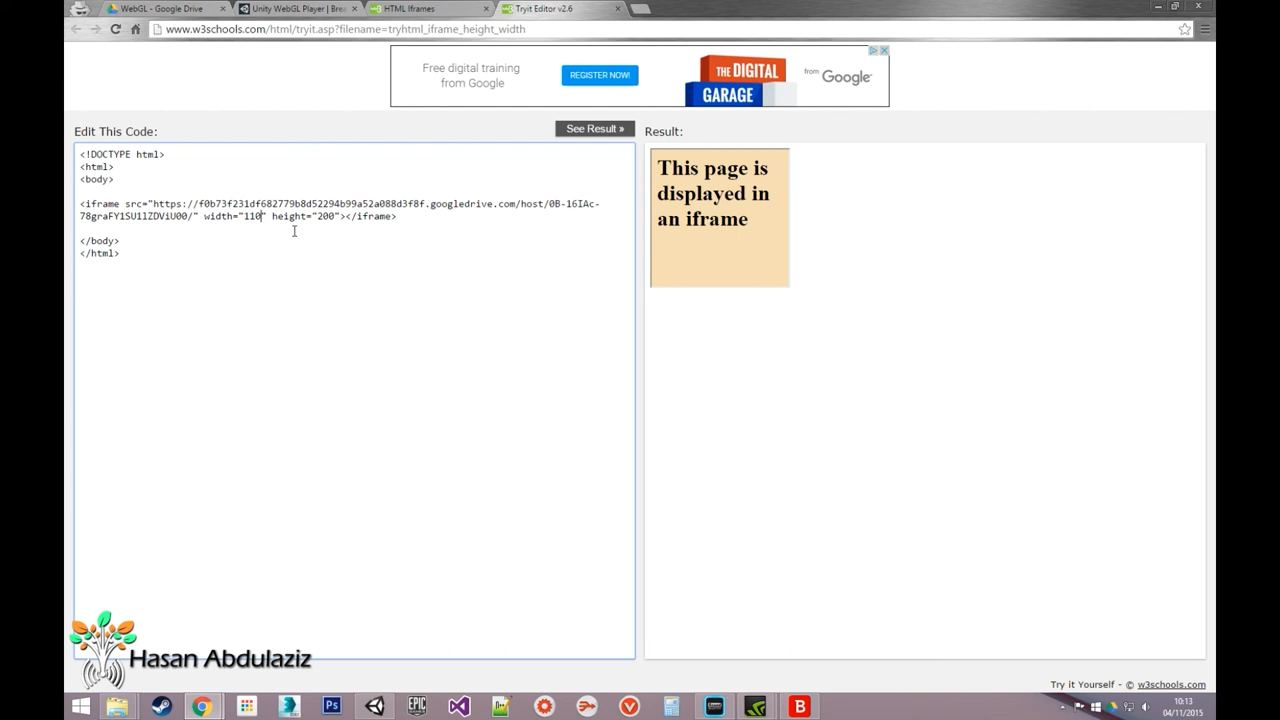 WebGL - Google Drive
Unity WebGL Player | Brea
HTML Iframes
Tryit Editor v2.6
www.w3schools.com/html/tryit.asp?filename=tryhtml_iframe_height_width
Free digital training
from Google
REGISTER NOW!
THE DIGITAL
GARAGE
from Google
Edit This Code:
See Result »
Result:
<!DOCTYPE html>
<html>
<body>
<iframe src="https://f0b73f231df682779b8d52294b99a52a088d3f8f.googledrive.com/host/0B-16IAc-
78graFY1SUllZDViU00/" width="110" height="200"></iframe>
</body>
</html>
This page is
displayed in
an iframe
Hasan Abdulaziz
Try it Yourself - © w3schools.com
10:13
04/11/2015